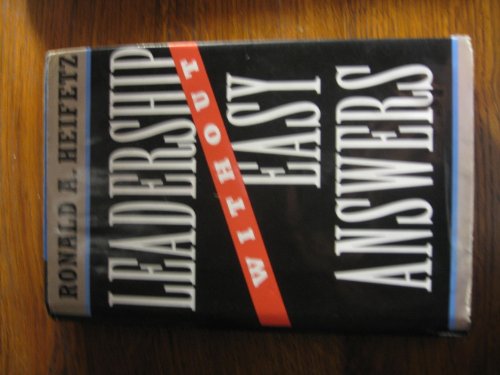 RONALD A. HEIFETZ
LEADERSHIP
WITHOUT
EASY
ANSWERS